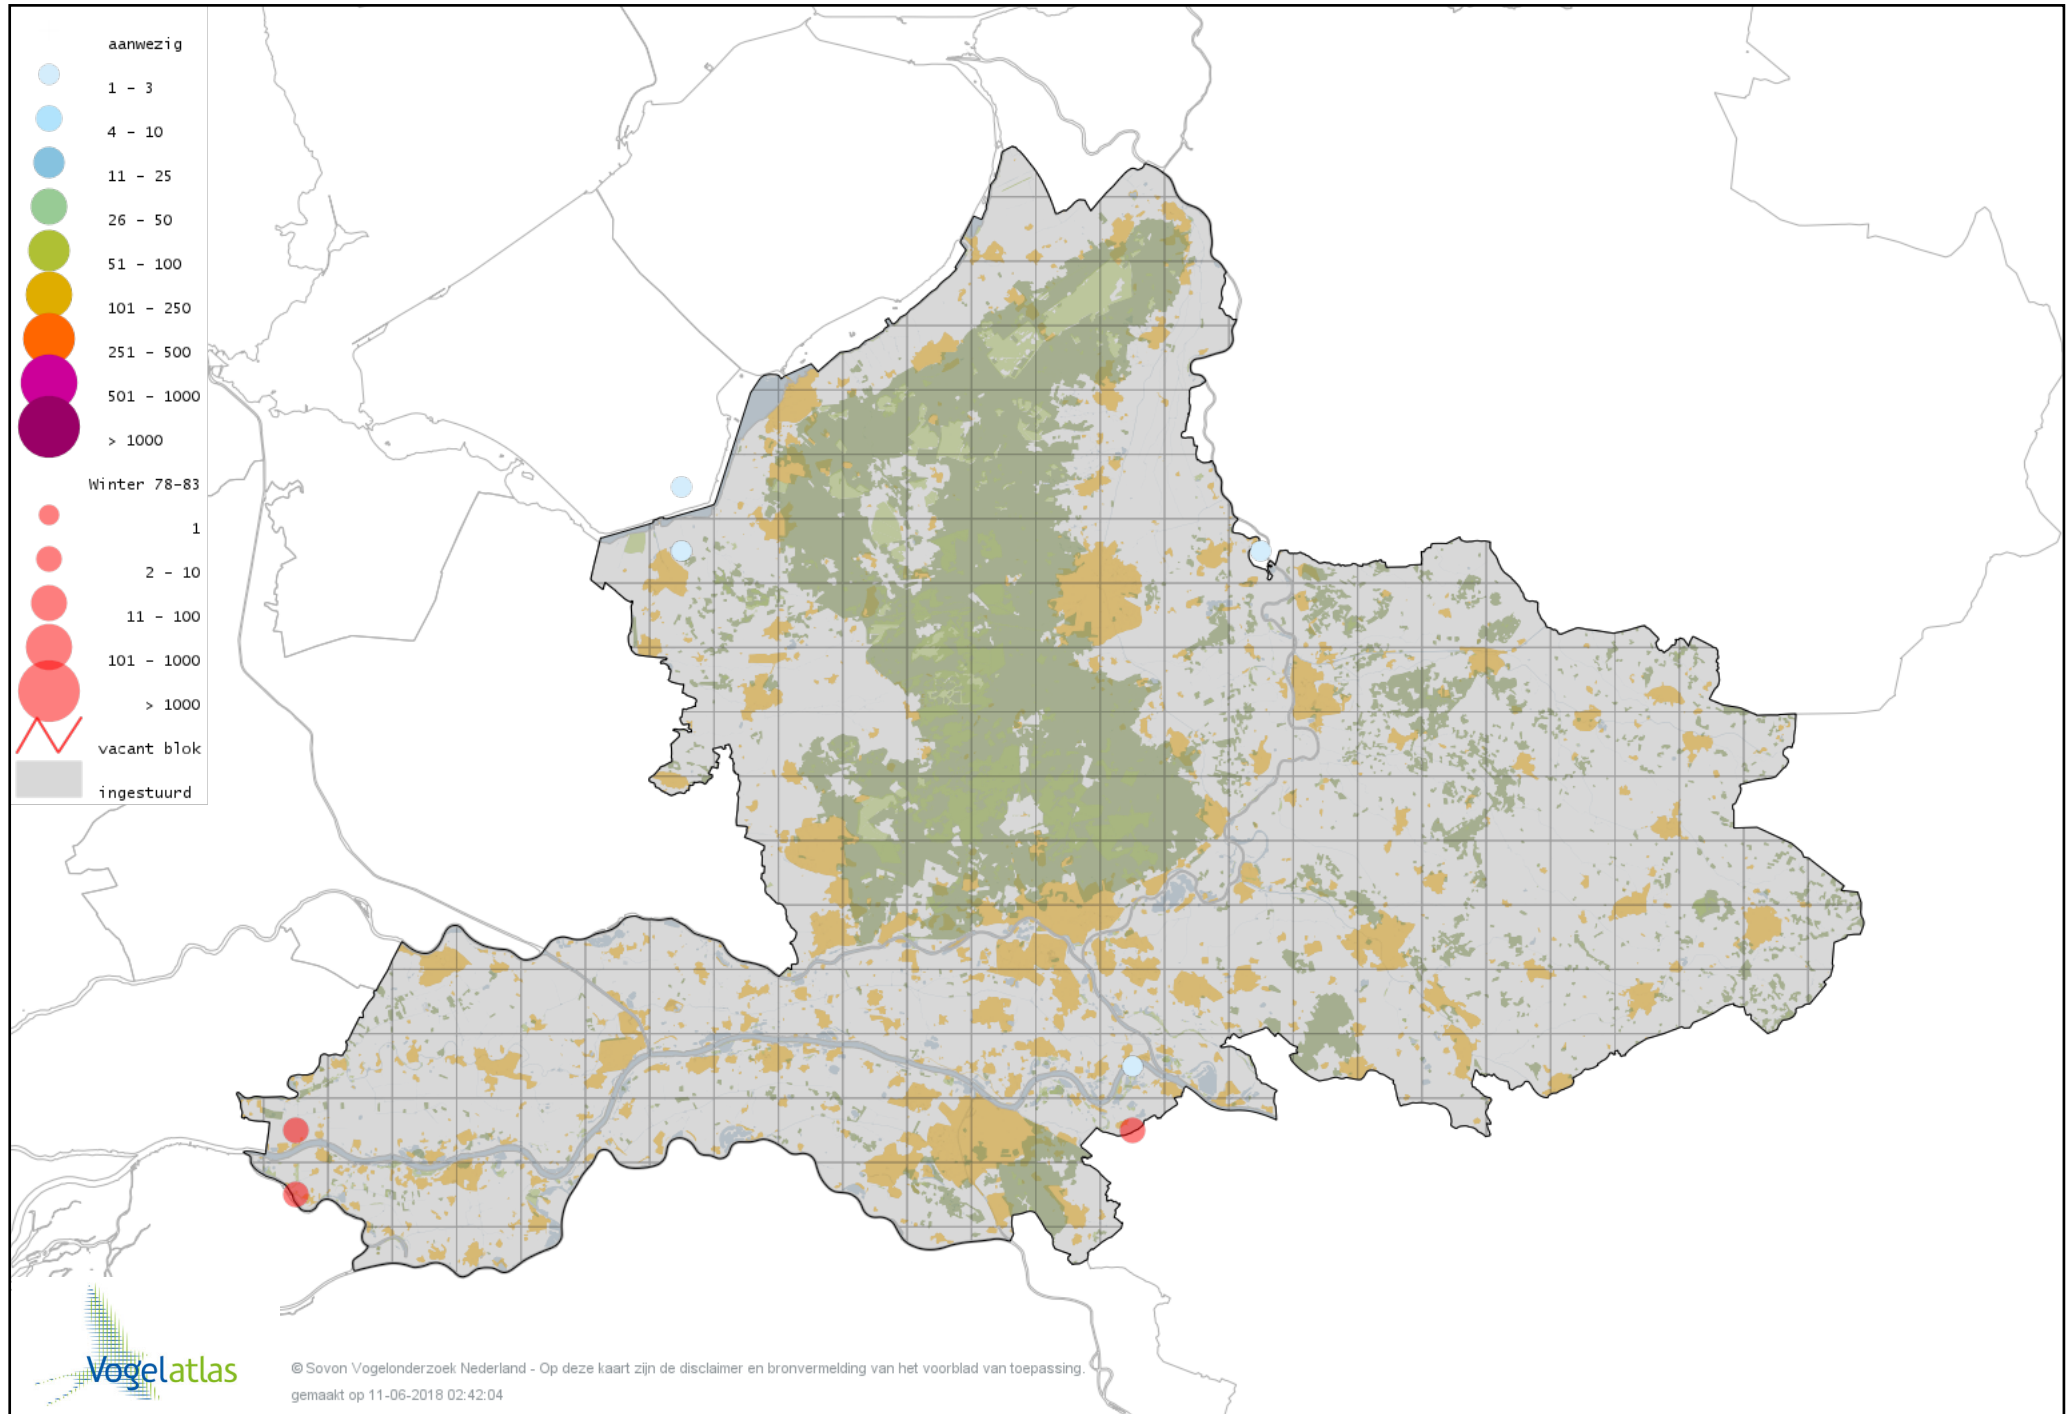 aanwezig
1 - 3
4 - 10
11 - 25
26 - 50
51 - 100
101 - 250
251 - 500
501 - 1000
> 1000
Winter 78-83
1
2 - 10
11 - 100
101 - 1000
> 1000
vacant blok
ingestuurd
Vogelatlas
© Sovon Vogelonderzoek Nederland - Op deze kaart zijn de disclaimer en bronvermelding van het voorblad van toepassing.
gemaakt op 11-06-2018 02:42:04